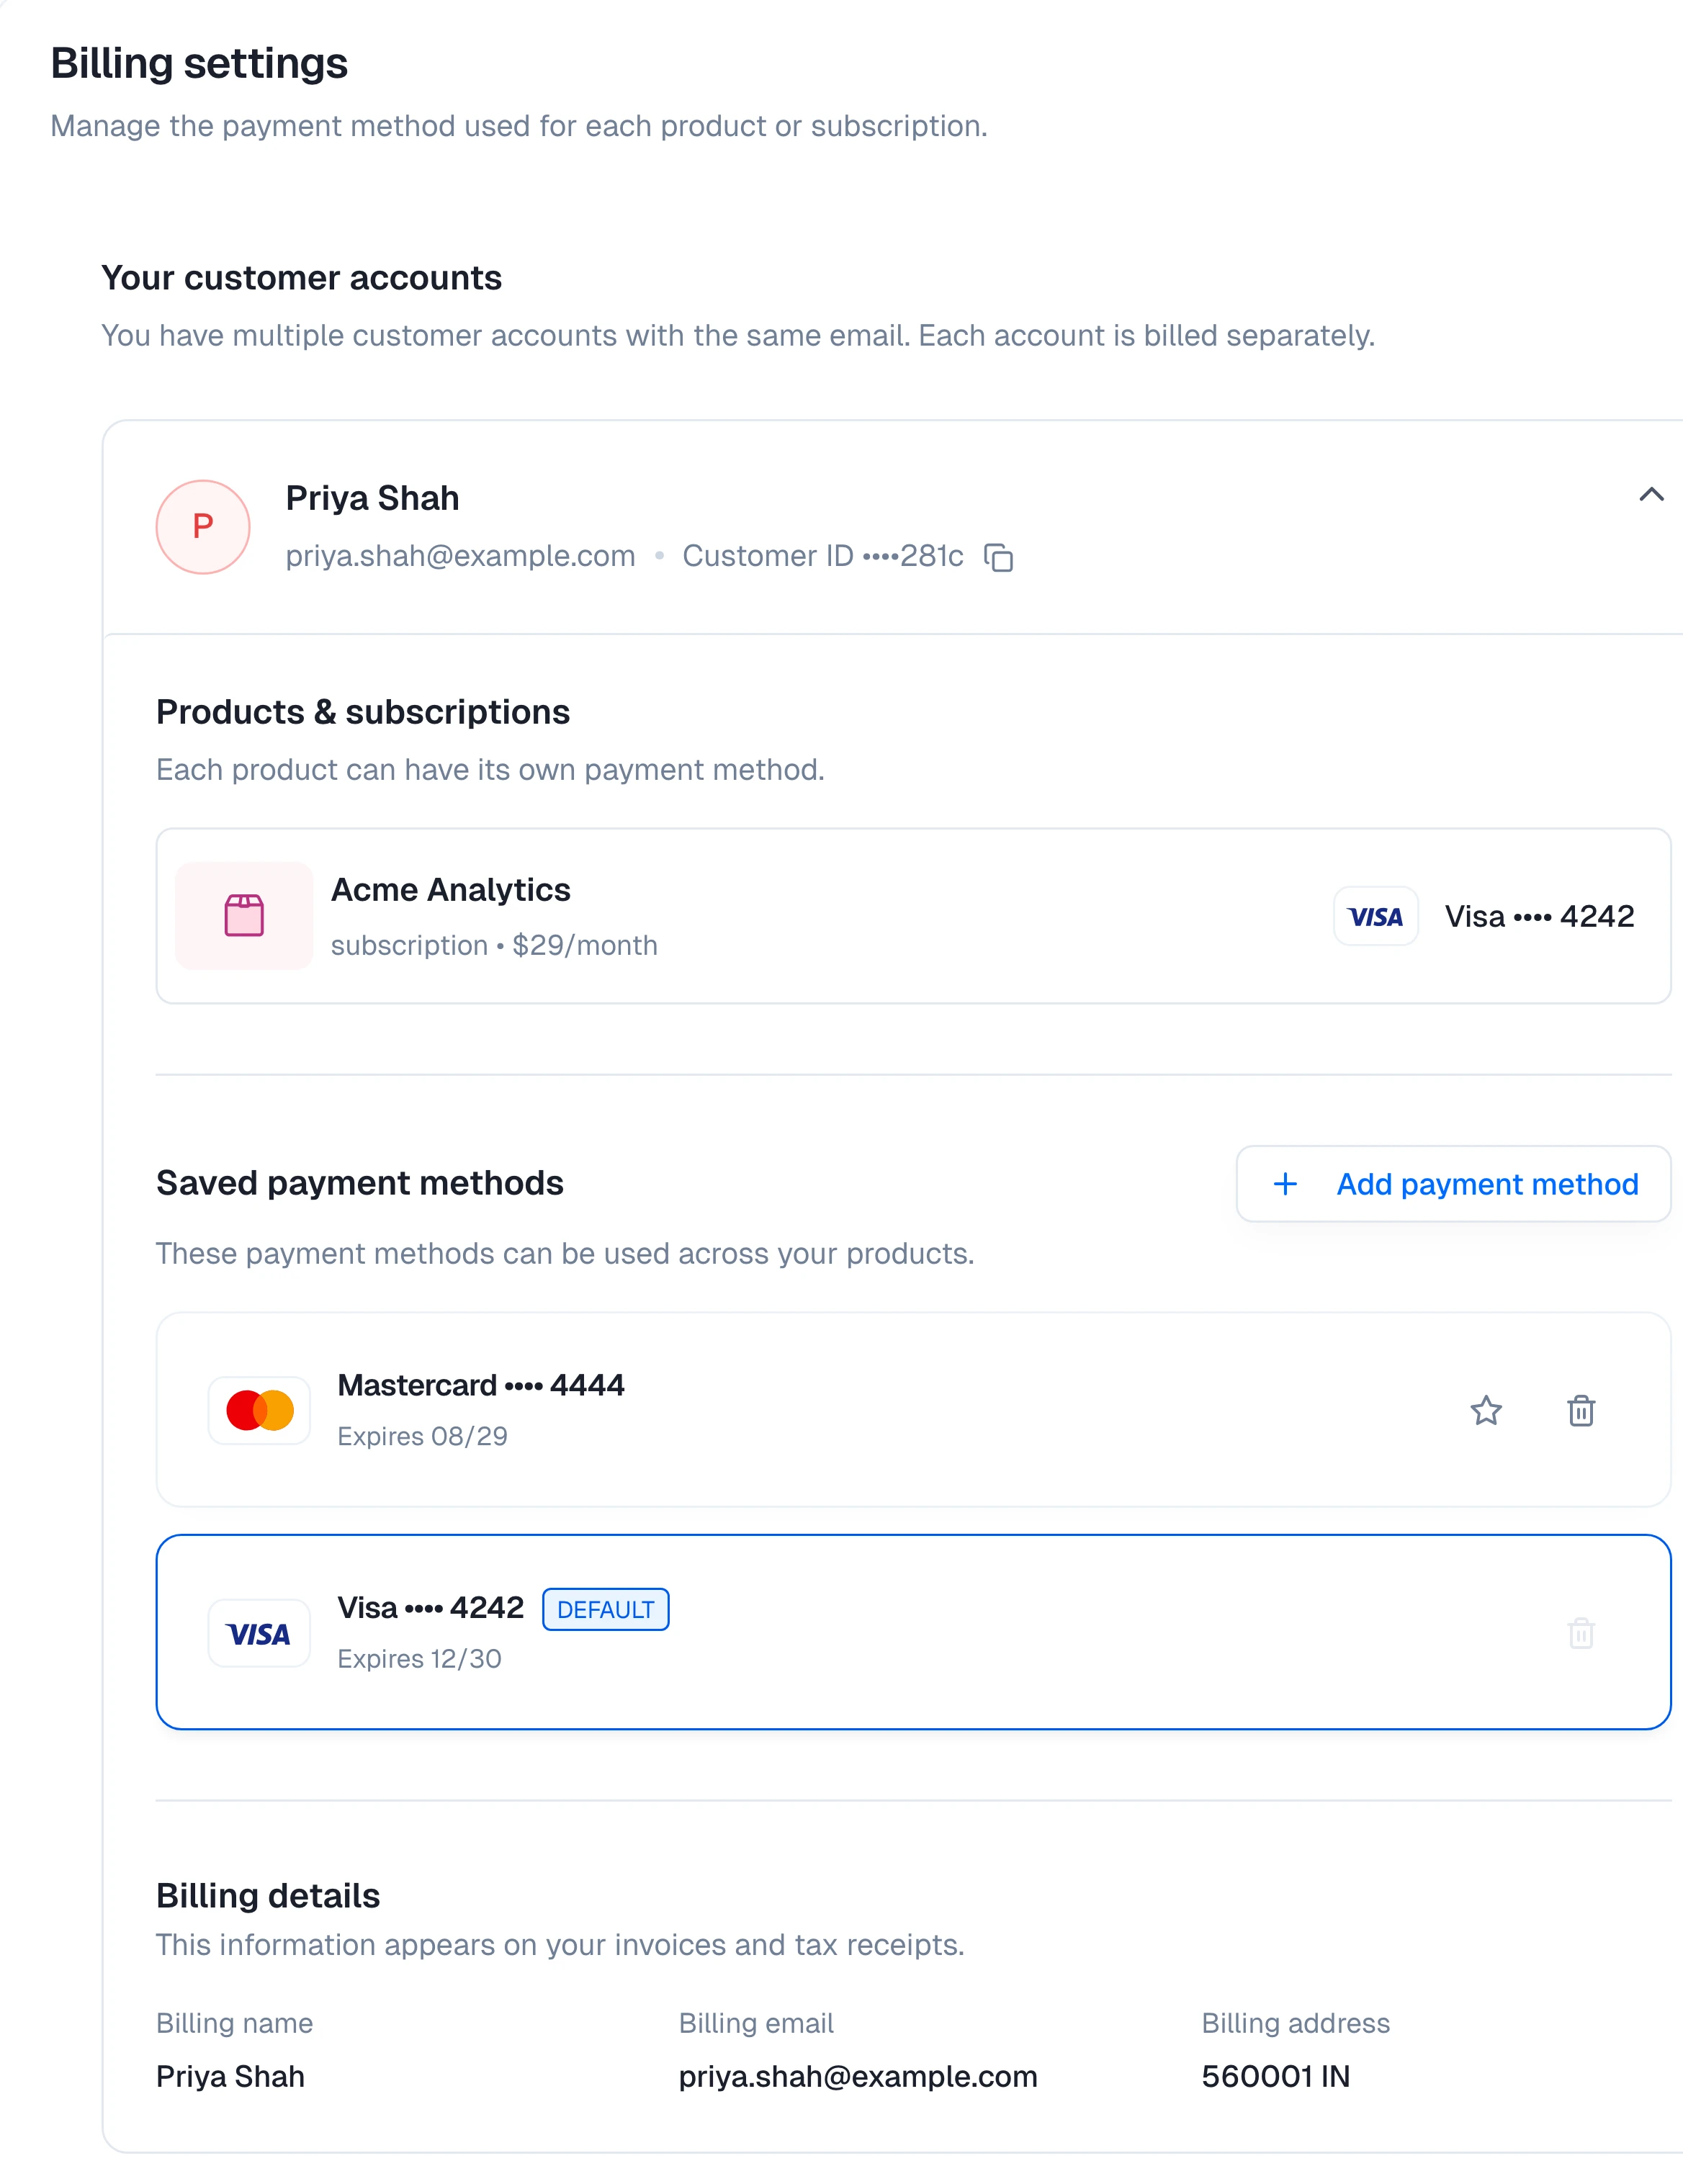 Billing settings
Manage the payment method used for each product or subscription.
Your customer accounts
You have multiple customer accounts with the same email. Each account is billed separately.
P
Priya Shah
priya.shah@example.com • Customer ID ••••281c
Products & subscriptions
Each product can have its own payment method.
Acme Analytics
subscription • $29/month
VISA
Visa •••• 4242
Saved payment methods
+ Add payment method
These payment methods can be used across your products.
Mastercard •••• 4444
Expires 08/29
VISA
Visa •••• 4242 DEFAULT
Expires 12/30
Billing details
This information appears on your invoices and tax receipts.
Billing name
Priya Shah
Billing email
priya.shah@example.com
Billing address
560001 IN